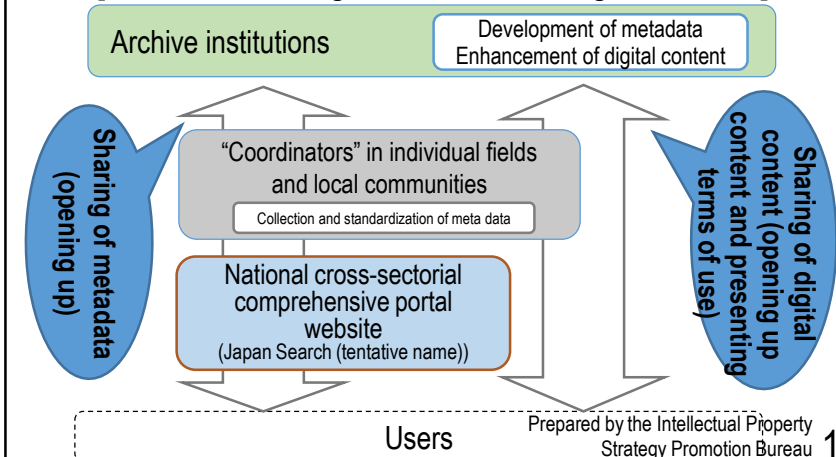 Archive institutions
Development of metadata
Enhancement of digital content
Sharing of metadata
(opening up)
“Coordinators” in individual fields
and local communities
Collection and standardization of meta data
Sharing of digital
content (opening up
content and presenting
terms of use)
National cross-sectorial
comprehensive portal
website
(Japan Search (tentative name))
Users
Prepared by the Intellectual Property
Strategy Promotion Bureau
1